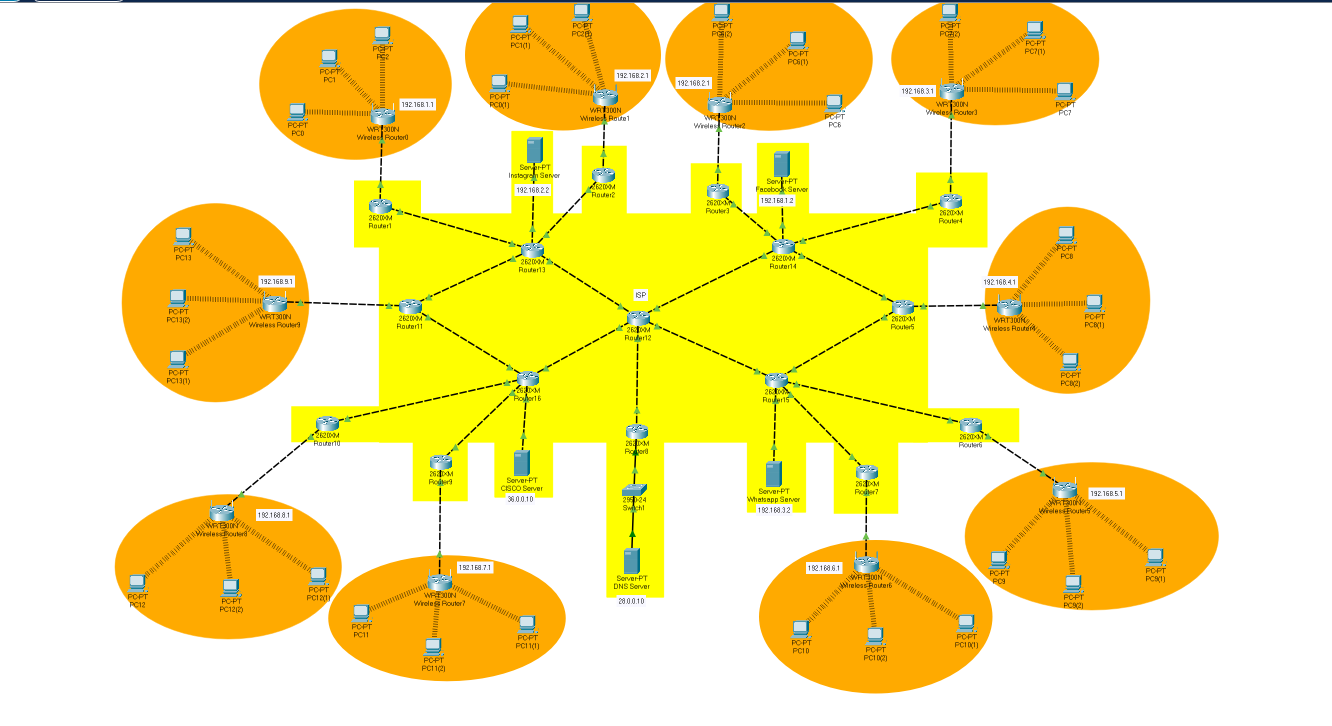 PC-PT
PC2
PC-PT
PC1
PC-PT
PC0
192.168.1.1
WRT300N
Wireless Router0
PC-PT
PC1(1)
PC-PT
PC2(1)
PC-PT
PC0(1)
192.168.2.1
WRT300N
Wireless Router1
PC-PT
PC6(2)
PC-PT
PC6(1)
192.168.2.1
PC-PT
PC6
WRT300N
Wireless Router2
PC-PT
PC7(2)
PC-PT
PC7(1)
192.168.3.1
PC-PT
PC7
WRT300N
Wireless Router3
Server-PT
Instagram Server
192.168.2.2
2620XM
Router2
2620XM
Router3
Server-PT
Facebook Server
192.168.1.2
2620XM
Router1
2620XM
Router4
2620XM
Router13
2620XM
Router14
PC-PT
PC13
192.168.9.1
PC-PT
PC13(2)
WRT300N
Wireless Router9
PC-PT
PC13(1)
2620XM
Router11
ISP
2620XM
Router12
2620XM
Router5
192.168.4.1
WRT300N
PC-PT
PC8
PC-PT
PC8(1)
PC-PT
PC8(2)
2620XM
Router16
2620XM
Router15
2620XM
Router10
2620XM
Router9
Server-PT
CISCO Server
36.0.0.10
2620XM
Router8
2950-24
Switch1
Server-PT
DNS Server
28.0.0.10
Server-PT
Whatsapp Server
192.168.3.2
2620XM
Router7
2620XM
Router6
WRT300N
Wireless Router8
192.168.8.1
PC-PT
PC12
PC-PT
PC12(2)
PC-PT
PC12(1)
192.168.7.1
WRT300N
Wireless Router7
PC-PT
PC11
PC-PT
PC11(2)
PC-PT
PC11(1)
192.168.6.1
WRT300N
Wireless Router6
PC-PT
PC10
PC-PT
PC10(2)
PC-PT
PC10(1)
192.168.5.1
WRT300N
Wireless Router5
PC-PT
PC9
PC-PT
PC9(2)
PC-PT
PC9(1)